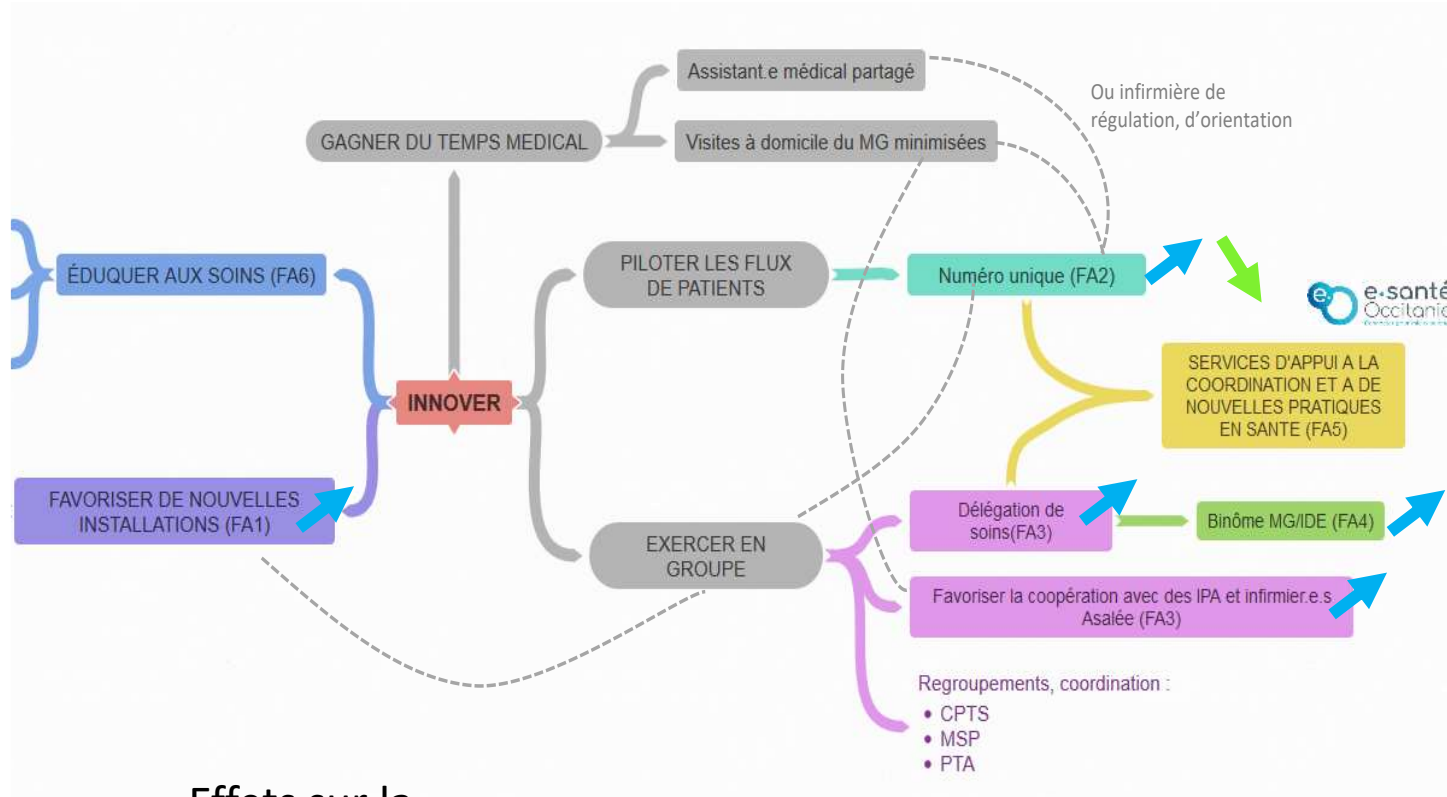 Assistant.e médical partagé
Ou infirmière de
régulation, d'orientation
GAGNER DU TEMPS MEDICAL
Visites à domicile du MG minimisées
ÉDUQUER AUX SOINS (FA6)
PILOTER LES FLUX
DE PATIENTS
Numéro unique (FA2)
e-santé
Occitanie
SERVICES D'APPUI A LA
COORDINATION ET A DE
NOUVELLES PRATIQUES
EN SANTE (FA5)
INNOVER
FAVORISER DE NOUVELLES
INSTALLATIONS (FA1)
EXERCER EN
GROUPE
Délégation de
soins(FA3)
Binôme MG/IDE (FA4)
Favoriser la coopération avec des IPA et infirmier.e.s
Asalée (FA3)
Regroupements, coordination :
• CPTS
• MSP
• PTA
Effets sur la